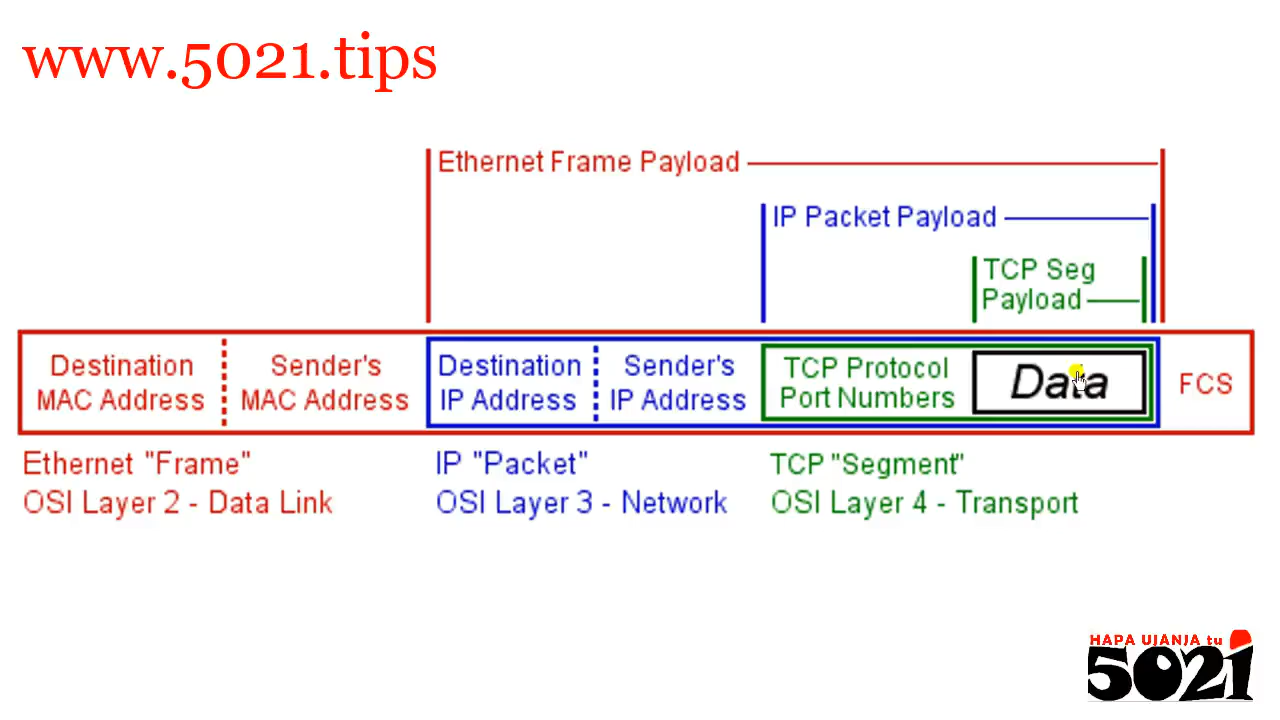 www.5021.tips
Ethernet Frame Payload
IP Packet Payload
TCP Seg
Payload
Destination
MAC Address
Sender's
MAC Address
Destination
IP Address
Sender's
IP Address
TCP Protocol
Port Numbers
Data
FCS
Ethernet "Frame"
OSI Layer 2 - Data Link
IP "Packet"
OSI Layer 3 - Network
TCP "Segment"
OSI Layer 4 - Transport
HAPA UJANJA tu
5021